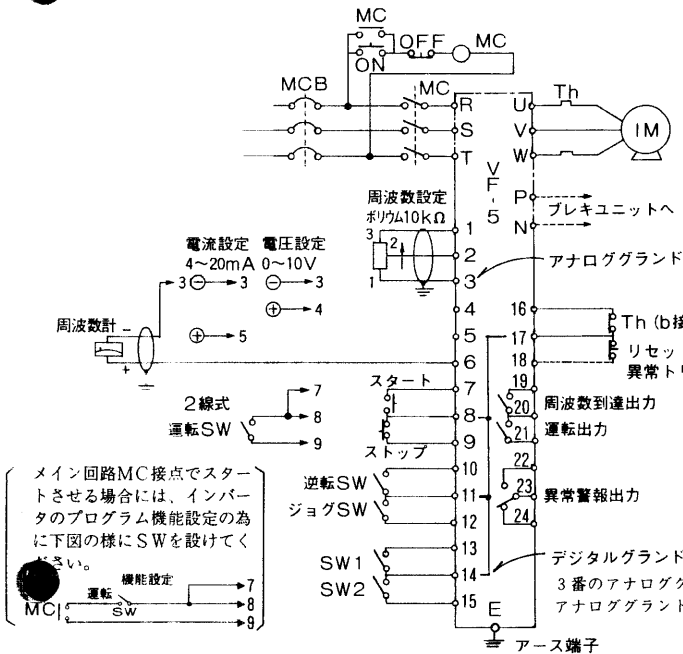 MC
OFF
MC
ON
MCB
MC
Th
R
U
S
V
IM
T
W
VF-5
P
N
ブレキユニットへ
周波数設定
ボリウム10kΩ
3
2
1
1
2
3
アナロググランド
電流設定 電圧設定
4~20mA 0~10V
3 ⊖ 3 ⊖ 3
⊕ 4
⊕ 5
周波数計
-
+
4
5
6
16
17
18
Th (b接
リセッ
異常トリ
スタート
7
8
9
ストップ
2線式
運転SW
7
8
9
19
20
21
周波数到達出力
運転出力
逆転SW
ジョグSW
10
11
12
22
23
24
異常警報出力
メイン回路MC接点でスター
トさせる場合には、インバー
タのプログラム機能設定の為
に下図の様にSWを設けてく
さい。
機能設定
運転
SW
MC
7
8
9
SW1
SW2
13
14
15
デジタルグランド
3番のアナロググ
アナロググランド
E
アース端子